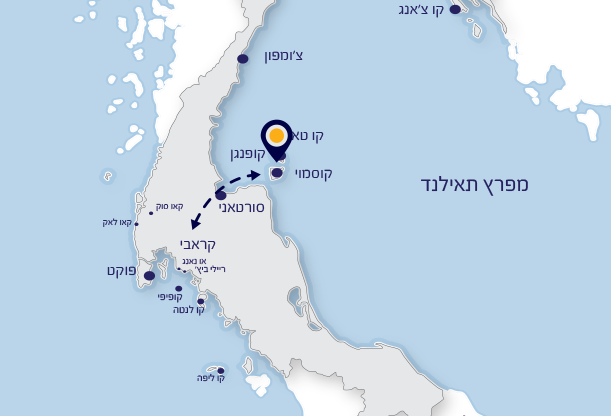 קו צ'אנג
צ'ומפון
קו טאו
קופנגן
קוסמוי
מפרץ תאילנד
סורטאני
קאו סוק
קאו לאק
קראבי
או נאנג
ריילי ביץ'
פוקט
קופיפי
קו לנטה
קו ליפה